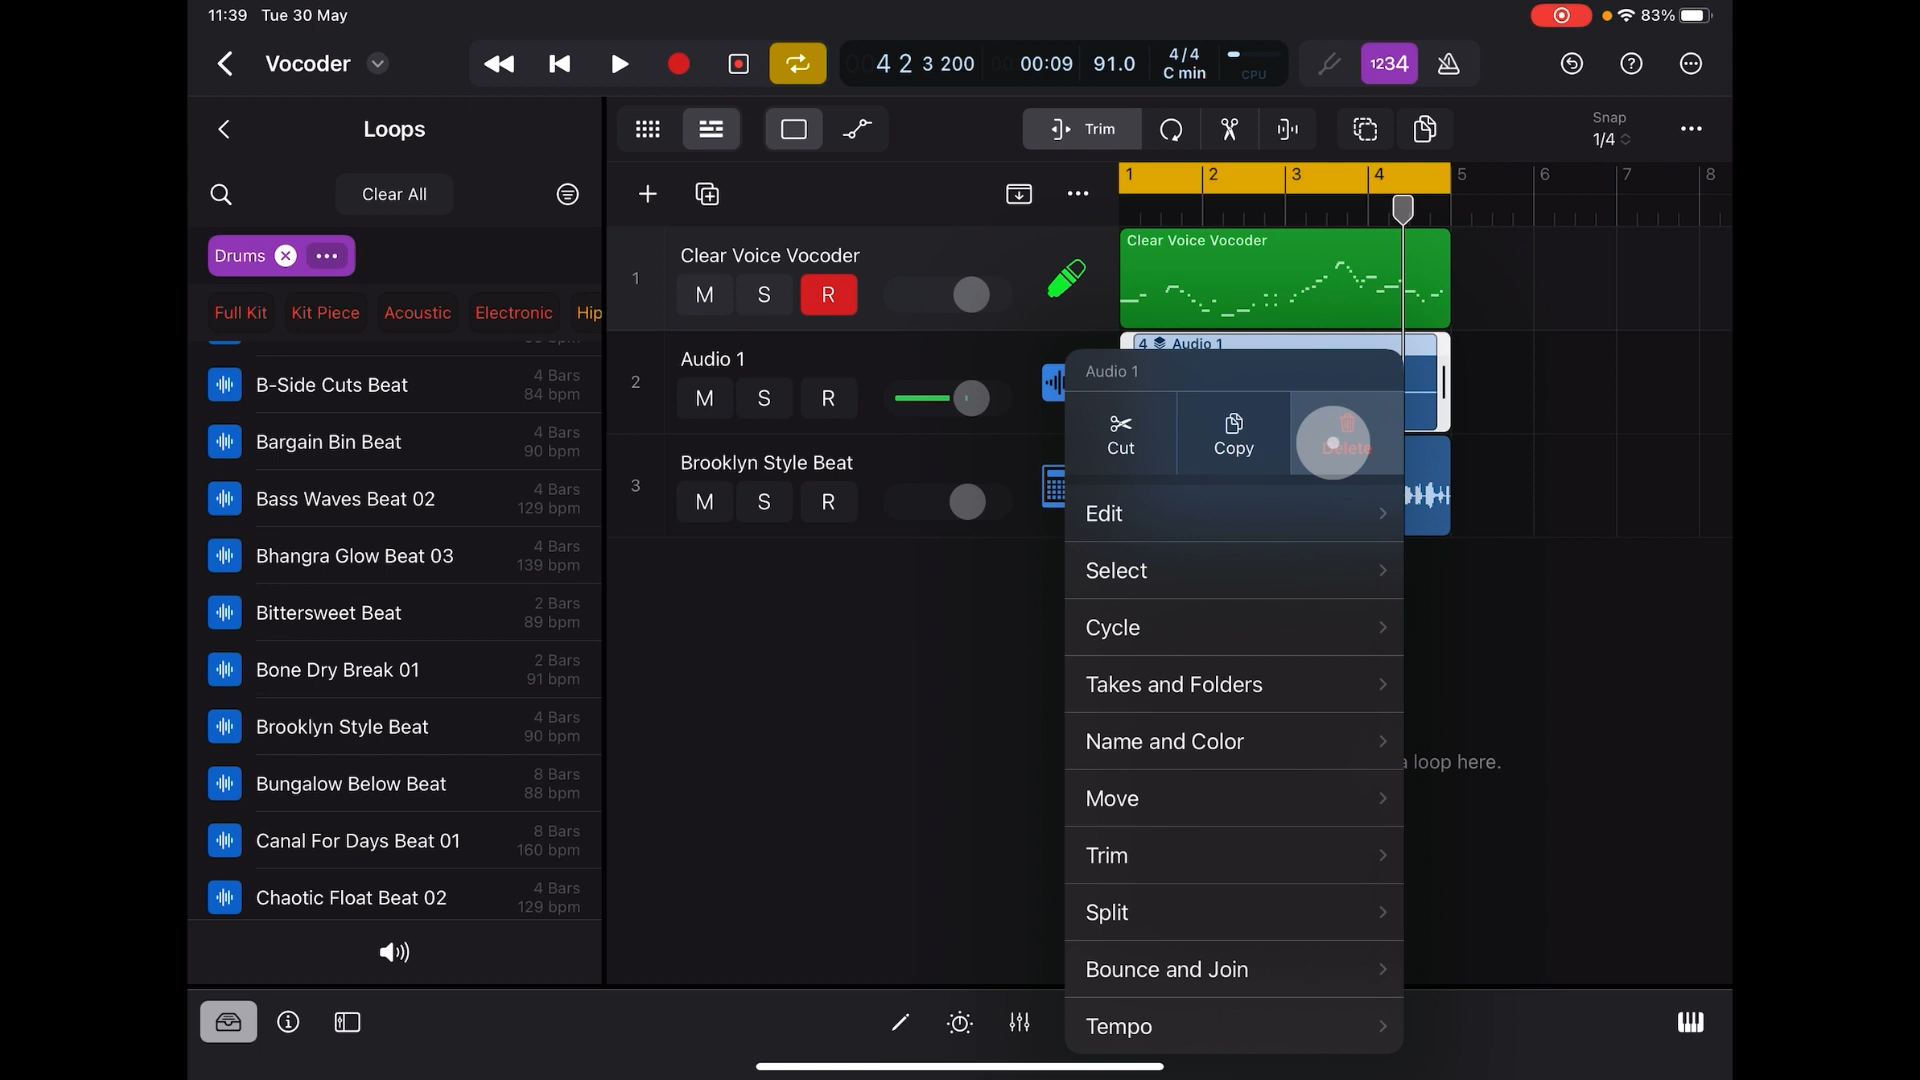 11:39 Tue 30 May
83%
Vocoder
4 2 3 200
00:09
91.0
4/4
C min
CPU
1234
Loops
Trim
Snap
1/4
Clear All
1 2 3 4 5 6 7 8
Drums
Full Kit Kit Piece Acoustic Electronic Hip
B-Side Cuts Beat
4 Bars
84 bpm
Bargain Bin Beat
4 Bars
90 bpm
Bass Waves Beat 02
4 Bars
129 bpm
Bhangra Glow Beat 03
4 Bars
139 bpm
Bittersweet Beat
2 Bars
89 bpm
Bone Dry Break 01
2 Bars
91 bpm
Brooklyn Style Beat
4 Bars
90 bpm
Bungalow Below Beat
8 Bars
88 bpm
Canal For Days Beat 01
8 Bars
160 bpm
Chaotic Float Beat 02
4 Bars
129 bpm
1
Clear Voice Vocoder
M S R
Clear Voice Vocoder
2
Audio 1
M S R
4 Audio 1
3
Brooklyn Style Beat
M S R
Audio 1
Cut Copy Delete
Edit
Select
Cycle
Takes and Folders
Name and Color
Move
Trim
Split
Bounce and Join
Tempo
a loop here.